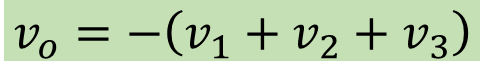 vₒ = −(v₁ + v₂ + v₃)